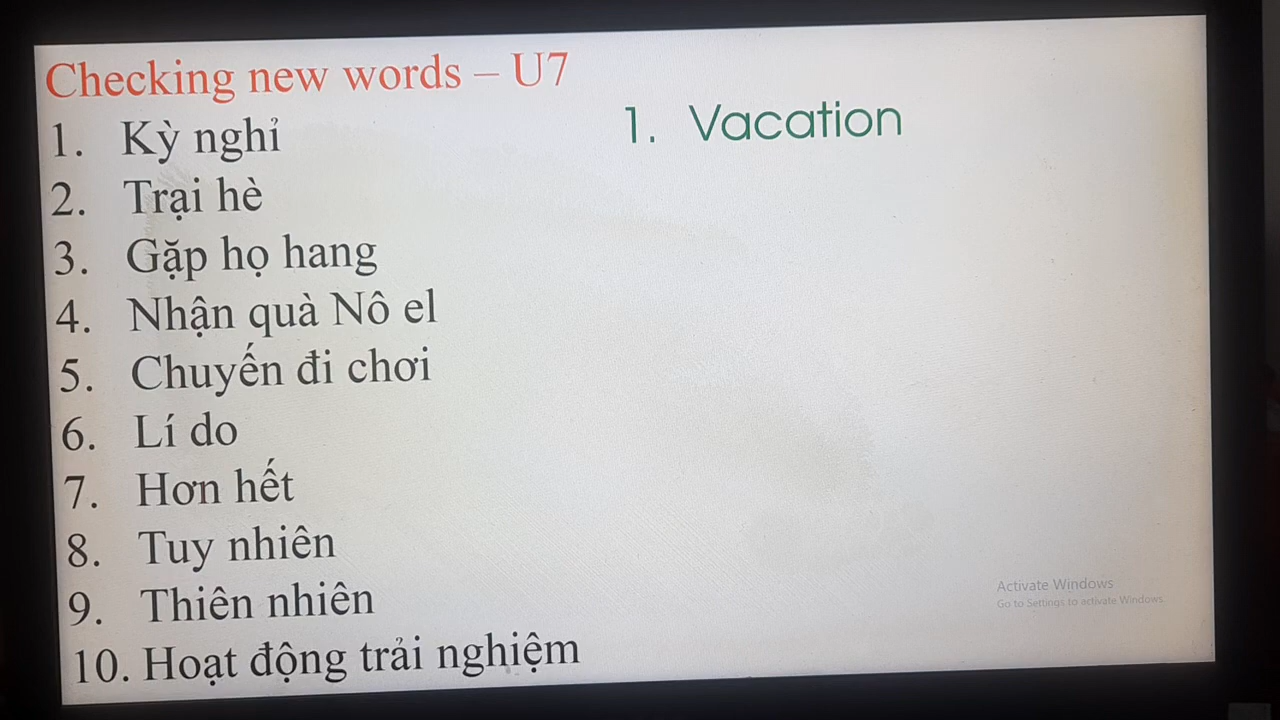 Checking new words – U7
1. Kỳ nghỉ
2. Trại hè
3. Gặp họ hang
4. Nhận quà Nô el
5. Chuyến đi chơi
6. Lí do
7. Hơn hết
8. Tuy nhiên
9. Thiên nhiên
10. Hoạt động trải nghiệm
1. Vacation
Activate Windows
Go to Settings to activate Windows.